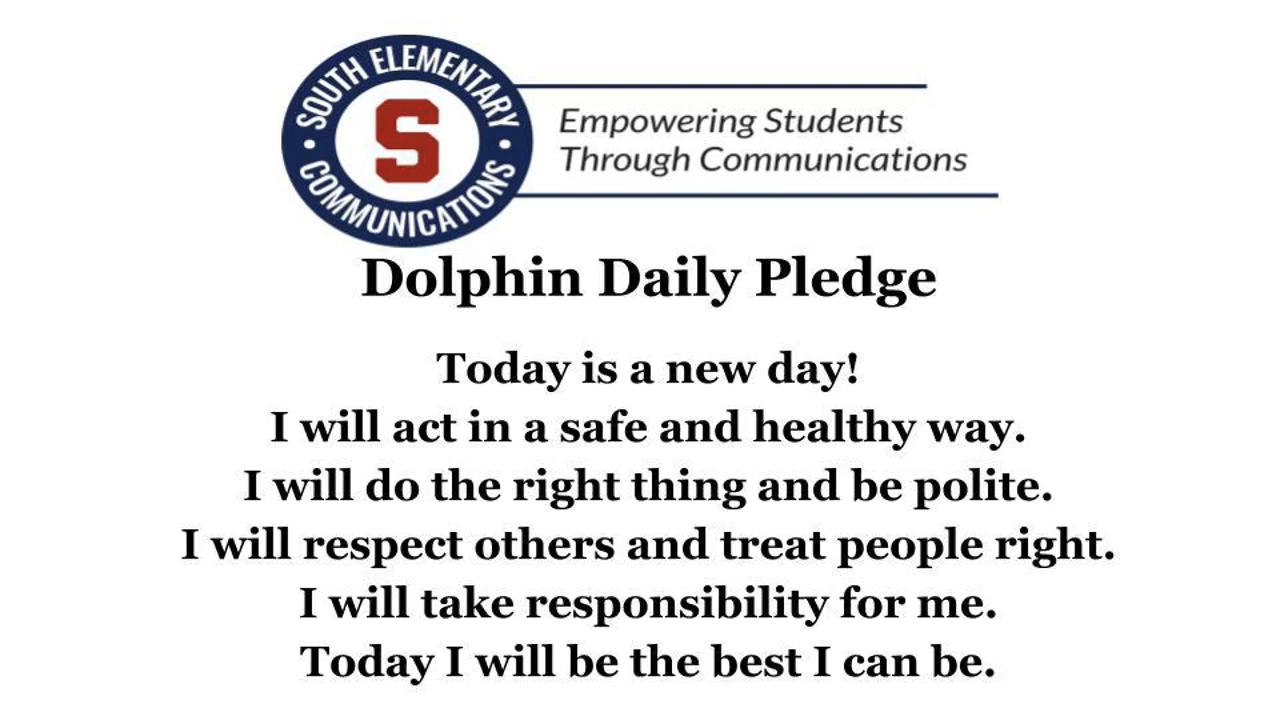 SOUTH ELEMENTARY
S
COMMUNICATIONS
Empowering Students
Through Communications
Dolphin Daily Pledge
Today is a new day!
I will act in a safe and healthy way.
I will do the right thing and be polite.
I will respect others and treat people right.
I will take responsibility for me.
Today I will be the best I can be.